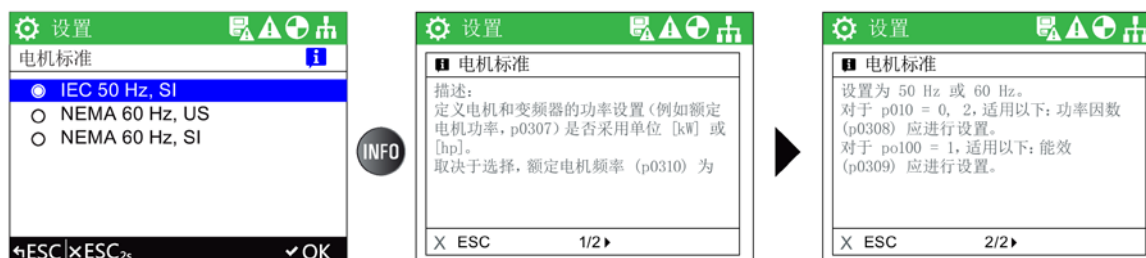 设置
电机标准
IEC 50 Hz, SI
NEMA 60 Hz, US
NEMA 60 Hz, SI
ESC ESC2s OK
INFO
设置
电机标准
描述:
定义电机和变频器的功率设置(例如额定
电机功率,p0307)是否采用单位 [kW] 或
[hp]。
取决于选择,额定电机频率 (p0310) 为
X ESC 1/2
设置
电机标准
设置为 50 Hz 或 60 Hz。
对于 p010 = 0, 2,适用以下:功率因数
(p0308) 应进行设置。
对于 po100 = 1,适用以下:能效
(p0309) 应进行设置。
X ESC 2/2